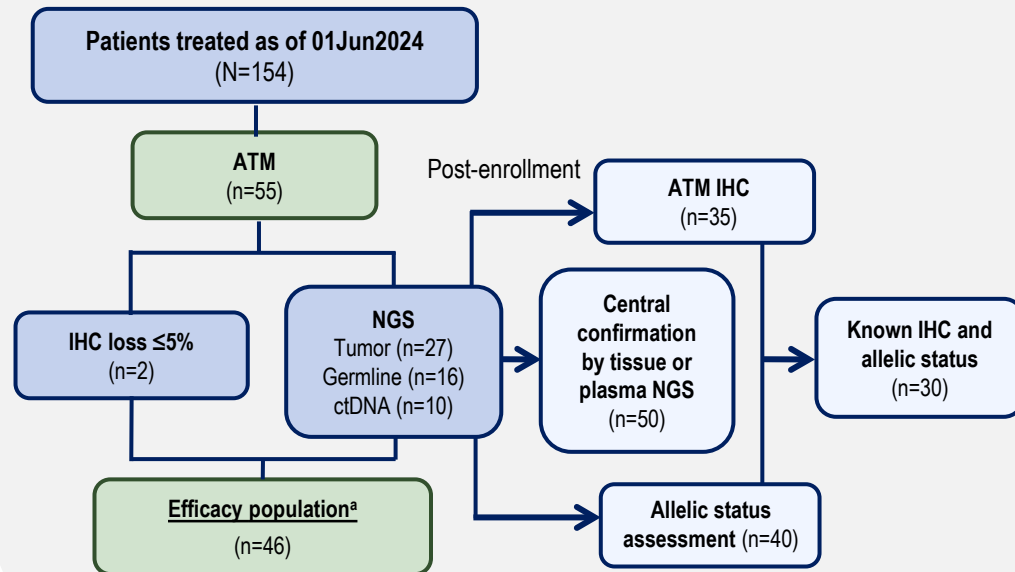 Patients treated as of 01Jun2024
(N=154)
ATM
(n=55)
Post-enrollment
ATM IHC
(n=35)
IHC loss ≤5%
(n=2)
NGS
Tumor (n=27)
Germline (n=16)
ctDNA (n=10)
Central
confirmation
by tissue or
plasma NGS
(n=50)
Known IHC and
allelic status
(n=30)
Efficacy populationᵃ
(n=46)
Allelic status
assessment (n=40)